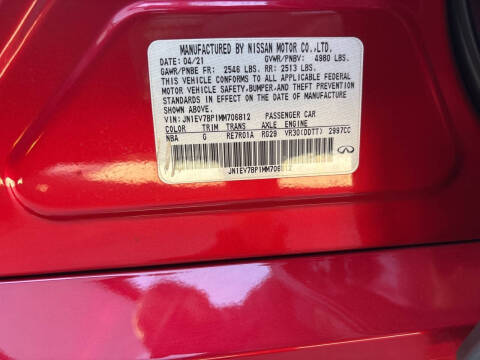 MANUFACTURED BY NISSAN MOTOR CO.,LTD.
DATE: 04/21 GVWR/PNBV: 4980 LBS.
GAWR/PNBE FR: 2546 LBS RR: 2513 LBS.
THIS VEHICLE CONFORMS TO ALL APPLICABLE FEDERAL
MOTOR VEHICLE SAFETY,BUMPER,AND THEFT PREVENTION
STANDARDS IN EFFECT ON THE DATE OF MANUFACTURE
SHOWN ABOVE.
VIN: JN1EV7BP1MM706812 PASSENGER CAR
COLOR TRIM TRANS AXLE ENGINE
NBA G RE7R01A RG29 VR30(DDTT) 2997CC
JN1EV7BP1MM706812